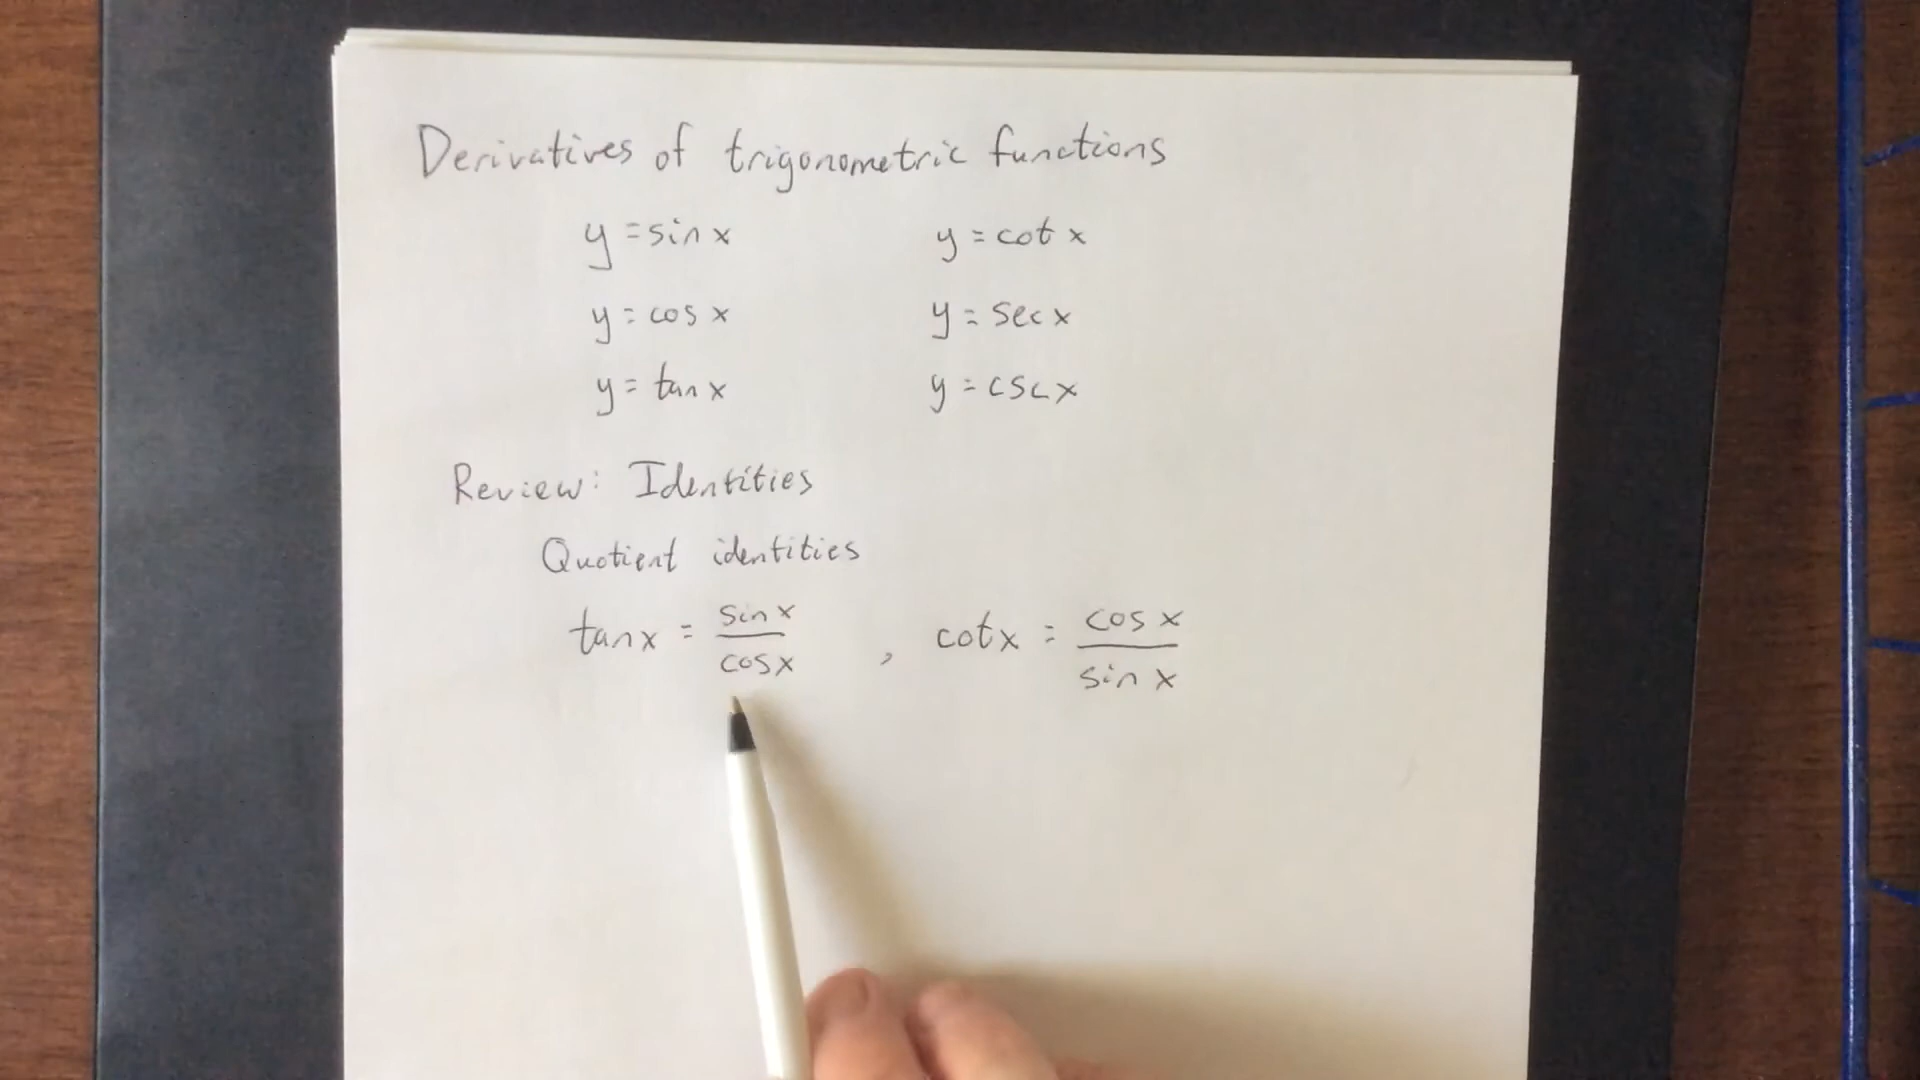 Derivatives of trigonometric functions
y = sin x y = cot x
y = cos x y = sec x
y = tan x y = csc x
Review: Identities
Quotient identities
tan x = sin x / cos x , cot x = cos x / sin x